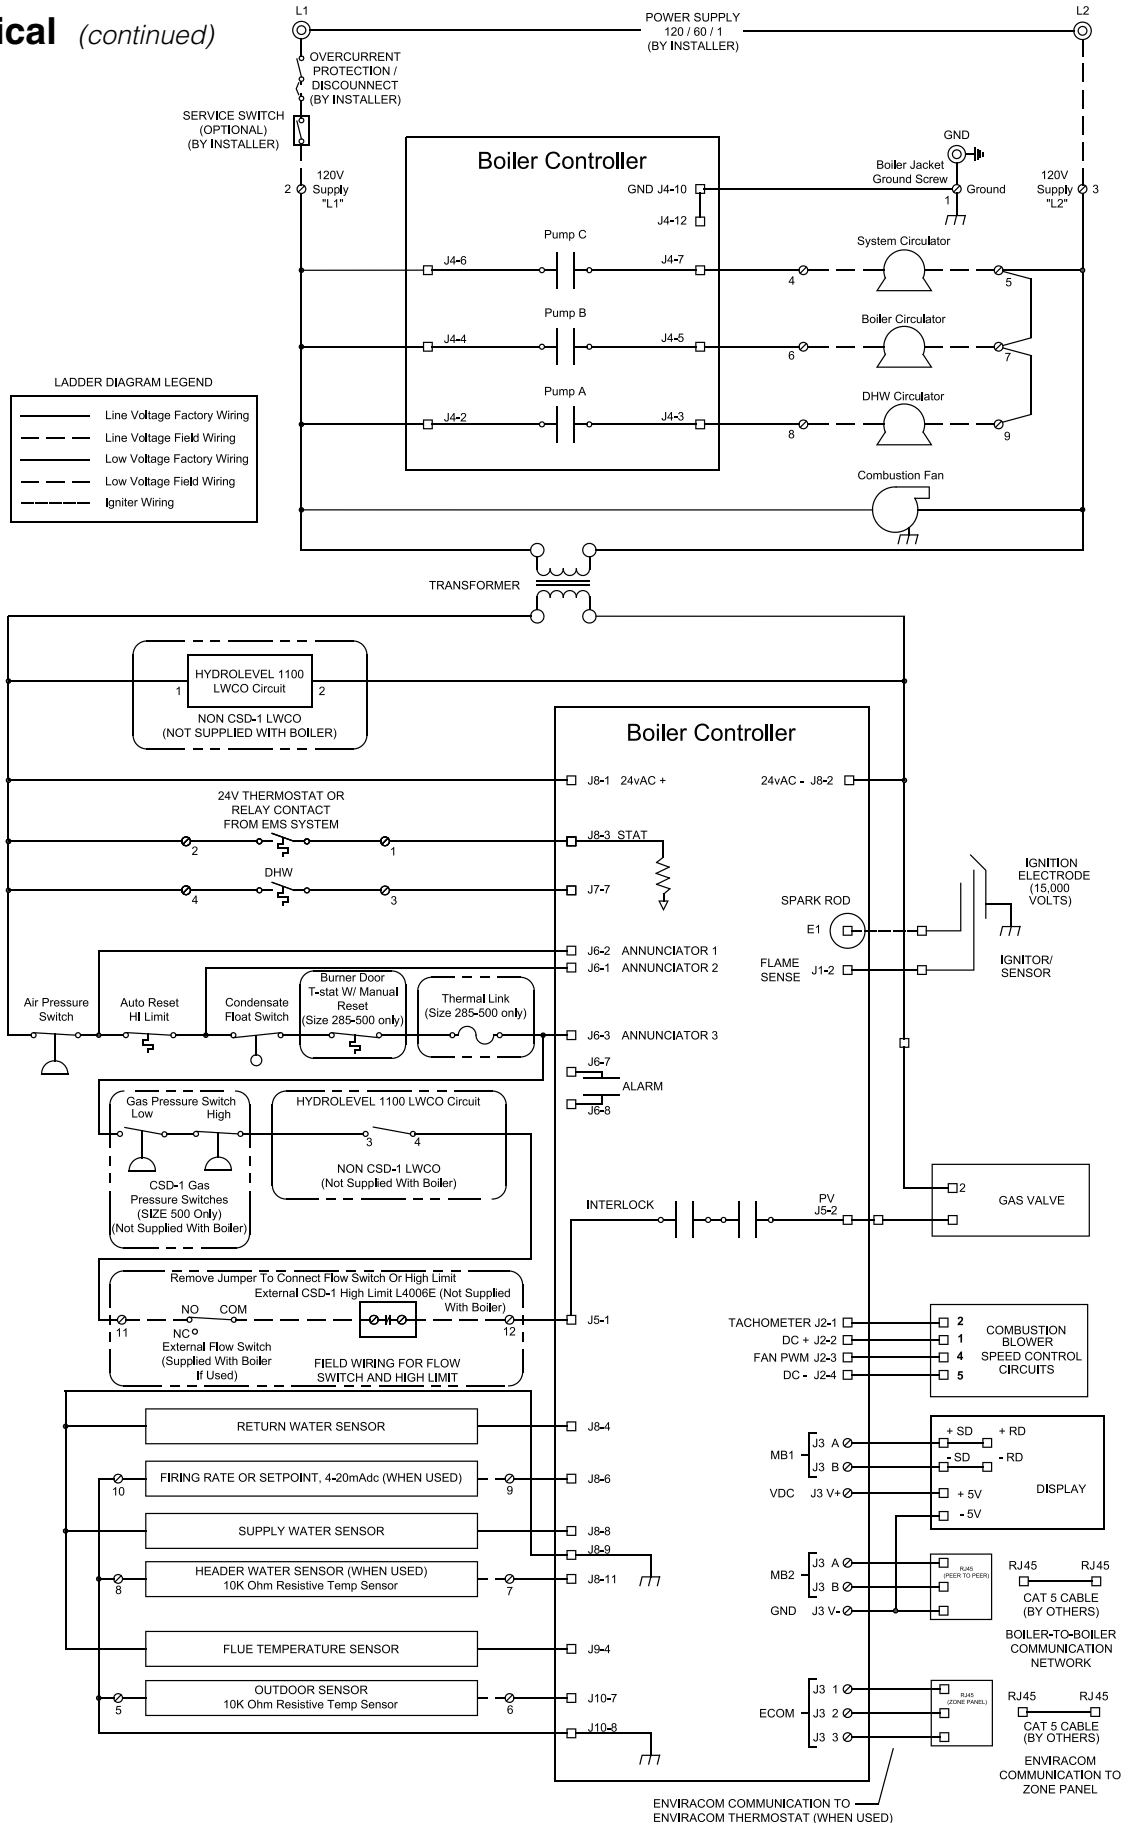 ical (continued)
L1
POWER SUPPLY
120 / 60 / 1
(BY INSTALLER)
L2
OVERCURRENT
PROTECTION /
DISCOUNNECT
(BY INSTALLER)
SERVICE SWITCH
(OPTIONAL)
(BY INSTALLER)
2
120V
Supply
"L1"
Boiler Controller
GND J4-10
J4-12
GND
Boiler Jacket
Ground Screw
1
Ground
120V
Supply
"L2"
3
Pump C
J4-6
J4-7
System Circulator
4
5
Pump B
J4-4
J4-5
Boiler Circulator
6
7
Pump A
J4-2
J4-3
DHW Circulator
8
9
LADDER DIAGRAM LEGEND
Line Voltage Factory Wiring
Line Voltage Field Wiring
Low Voltage Factory Wiring
Low Voltage Field Wiring
Igniter Wiring
Combustion Fan
TRANSFORMER
1
HYDROLEVEL 1100
LWCO Circuit
2
NON CSD-1 LWCO
(NOT SUPPLIED WITH BOILER)
Boiler Controller
J8-1 24vAC +
24vAC - J8-2
24V THERMOSTAT OR
RELAY CONTACT
FROM EMS SYSTEM
2
1
J8-3 STAT
DHW
4
3
J7-7
SPARK ROD
E1
FLAME
SENSE
J1-2
IGNITION
ELECTRODE
(15,000
VOLTS)
IGNITOR/
SENSOR
J6-2 ANNUNCIATOR 1
J6-1 ANNUNCIATOR 2
Air Pressure
Switch
Auto Reset
HI Limit
Condensate
Float Switch
Burner Door
T-stat W/ Manual
Reset
(Size 285-500 only)
Thermal Link
(Size 285-500 only)
J6-3 ANNUNCIATOR 3
J6-7
ALARM
J6-8
Gas Pressure Switch
Low
High
CSD-1 Gas
Pressure Switches
(SIZE 500 Only)
(Not Supplied With Boiler)
HYDROLEVEL 1100 LWCO Circuit
3
4
NON CSD-1 LWCO
(Not Supplied With Boiler)
INTERLOCK
PV
J5-2
2
GAS VALVE
Remove Jumper To Connect Flow Switch Or High Limit
External CSD-1 High Limit L4006E (Not Supplied
With Boiler)
NO
COM
NC
11
12
J5-1
External Flow Switch
(Supplied With Boiler
If Used)
FIELD WIRING FOR FLOW
SWITCH AND HIGH LIMIT
TACHOMETER J2-1
DC + J2-2
FAN PWM J2-3
DC - J2-4
2
1
4
5
COMBUSTION
BLOWER
SPEED CONTROL
CIRCUITS
RETURN WATER SENSOR
J8-4
10
FIRING RATE OR SETPOINT, 4-20mAdc (WHEN USED)
9
J8-6
SUPPLY WATER SENSOR
J8-8
J8-9
8
HEADER WATER SENSOR (WHEN USED)
10K Ohm Resistive Temp Sensor
7
J8-11
FLUE TEMPERATURE SENSOR
J9-4
5
OUTDOOR SENSOR
10K Ohm Resistive Temp Sensor
6
J10-7
J10-8
MB1
J3 A
J3 B
VDC
J3 V+
+ SD
+ RD
- SD
- RD
+ 5V
- 5V
DISPLAY
MB2
J3 A
J3 B
GND
J3 V-
RJ45
(PEER TO PEER)
RJ45
RJ45
CAT 5 CABLE
(BY OTHERS)
BOILER-TO-BOILER
COMMUNICATION
NETWORK
ECOM
J3 1
J3 2
J3 3
RJ45
(ZONE PANEL)
RJ45
RJ45
CAT 5 CABLE
(BY OTHERS)
ENVIRACOM
COMMUNICATION TO
ZONE PANEL
ENVIRACOM COMMUNICATION TO
ENVIRACOM THERMOSTAT (WHEN USED)